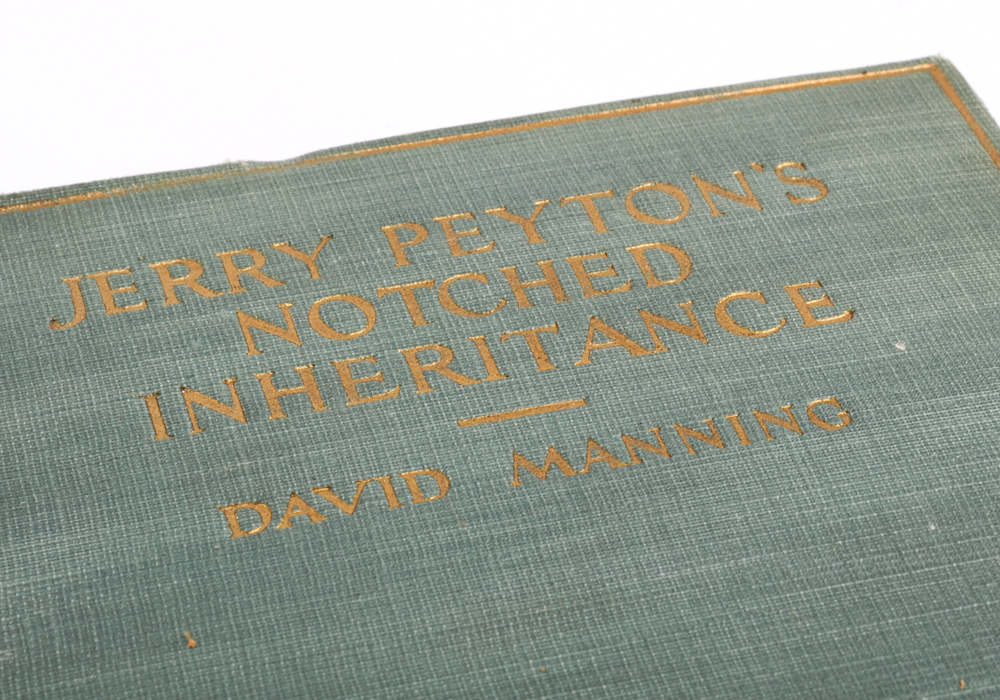 JERRY PEYTON'S
NOTCHED
INHERITANCE
DAVID MANNING